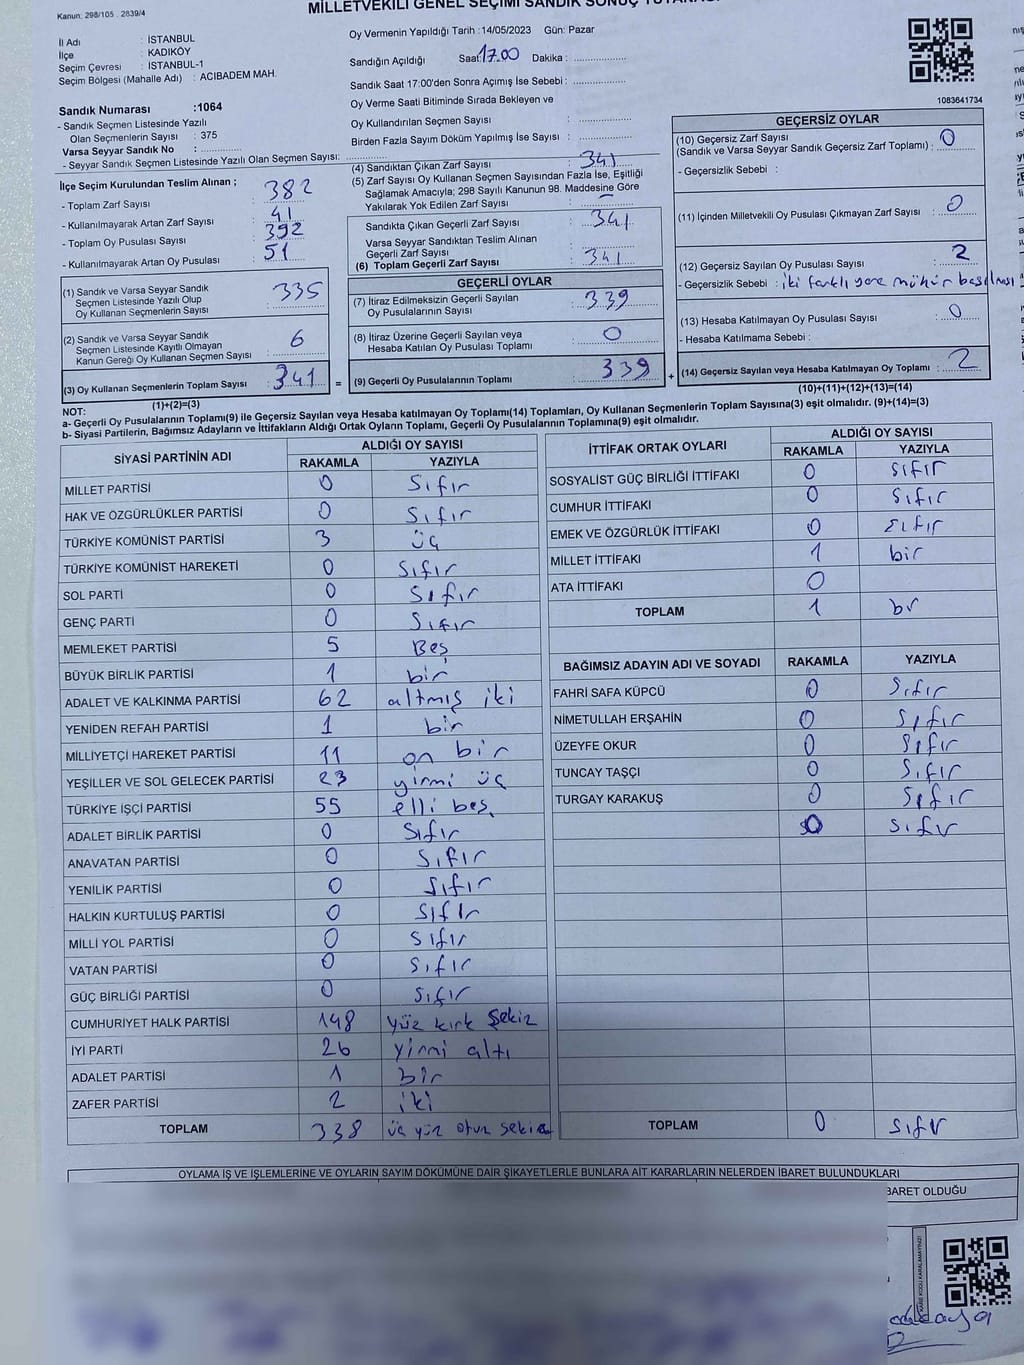 MİLLETVEKİLİ GENEL SEÇİMİ SANDIK SONUÇ
Kanun: 298/105 . 2839/4
İl Adı : İSTANBUL
İlçe : KADIKÖY
Seçim Çevresi : İSTANBUL-1
Seçim Bölgesi (Mahalle Adı) : ACIBADEM MAH.
Sandık Numarası :1064
- Sandık Seçmen Listesinde Yazılı
Olan Seçmenlerin Sayısı : 375
Varsa Seyyar Sandık No :
- Seyyar Sandık Seçmen Listesinde Yazılı Olan Seçmen Sayısı:
Oy Vermenin Yapıldığı Tarih :14/05/2023 Gün: Pazar
Sandığın Açıldığı Saat:17.00 Dakika :
Sandık Saat 17:00'den Sonra Açımış İse Sebebi :
Oy Verme Saati Bitiminde Sırada Bekleyen ve
Oy Kullandırılan Seçmen Sayısı :
Birden Fazla Sayım Döküm Yapılmış İse Sayısı :
1083641734
İlçe Seçim Kurulundan Teslim Alınan ;
- Toplam Zarf Sayısı : 382
- Kullanılmayarak Artan Zarf Sayısı : 41
- Toplam Oy Pusulası Sayısı : 392
- Kullanılmayarak Artan Oy Pusulası : 51
(1) Sandık ve Varsa Seyyar Sandık
Seçmen Listesinde Yazılı Olup
Oy Kullanan Seçmenlerin Sayısı : 335
(2) Sandık ve Varsa Seyyar Sandık
Seçmen Listesinde Kayıtlı Olmayan
Kanun Gereği Oy Kullanan Seçmen Sayısı : 6
(3) Oy Kullanan Seçmenlerin Toplam Sayısı : 341 =
(1)+(2)=(3)
(4) Sandıktan Çıkan Zarf Sayısı : 341
(5) Zarf Sayısı Oy Kullanan Seçmen Sayısından Fazla İse, Eşitliği
Sağlamak Amacıyla; 298 Sayılı Kanunun 98. Maddesine Göre
Yakılarak Yok Edilen Zarf Sayısı :
Sandıkta Çıkan Geçerli Zarf Sayısı : 341
Varsa Seyyar Sandıktan Teslim Alınan
Geçerli Zarf Sayısı :
(6) Toplam Geçerli Zarf Sayısı : 341
GEÇERLİ OYLAR
(7) İtiraz Edilmeksizin Geçerli Sayılan
Oy Pusulalarının Sayısı : 339
(8) İtiraz Üzerine Geçerli Sayılan veya
Hesaba Katılan Oy Pusulası Toplamı : 0
(9) Geçerli Oy Pusulalarının Toplamı : 339 +
GEÇERSİZ OYLAR
(10) Geçersiz Zarf Sayısı
(Sandık ve Varsa Seyyar Sandık Geçersiz Zarf Toplamı) : 0
- Geçersizlik Sebebi :
(11) İçinden Milletvekili Oy Pusulası Çıkmayan Zarf Sayısı : 0
(12) Geçersiz Sayılan Oy Pusulası Sayısı : 2
- Geçersizlik Sebebi : iki farklı yere mühür basılması
(13) Hesaba Katılmayan Oy Pusulası Sayısı : 0
- Hesaba Katılmama Sebebi :
(14) Geçersiz Sayılan veya Hesaba Katılmayan Oy Toplamı : 2
(10)+(11)+(12)+(13)=(14)
NOT:
a- Geçerli Oy Pusulalarının Toplamı(9) ile Geçersiz Sayılan veya Hesaba katılmayan Oy Toplamı(14) Toplamları, Oy Kullanan Seçmenlerin Toplam Sayısına(3) eşit olmalıdır. (9)+(14)=(3)
b- Siyasi Partilerin, Bağımsız Adayların ve İttifakların Aldığı Ortak Oyların Toplamı, Geçerli Oy Pusulalarının Toplamına(9) eşit olmalıdır.
SİYASİ PARTİNİN ADI ALDIĞI OY SAYISI
RAKAMLA YAZIYLA
MİLLET PARTİSİ 0 Sıfır
HAK VE ÖZGÜRLÜKLER PARTİSİ 0 Sıfır
TÜRKİYE KOMÜNİST PARTİSİ 3 üç
TÜRKİYE KOMÜNİST HAREKETİ 0 Sıfır
SOL PARTİ 0 Sıfır
GENÇ PARTİ 0 Sıfır
MEMLEKET PARTİSİ 5 Beş
BÜYÜK BİRLİK PARTİSİ 1 bir
ADALET VE KALKINMA PARTİSİ 62 altmış iki
YENİDEN REFAH PARTİSİ 1 bir
MİLLİYETÇİ HAREKET PARTİSİ 11 on bir
YEŞİLLER VE SOL GELECEK PARTİSİ 23 yirmi üç
TÜRKİYE İŞÇİ PARTİSİ 55 elli beş
ADALET BİRLİK PARTİSİ 0 Sıfır
ANAVATAN PARTİSİ 0 Sıfır
YENİLİK PARTİSİ 0 Sıfır
HALKIN KURTULUŞ PARTİSİ 0 Sıfır
MİLLİ YOL PARTİSİ 0 Sıfır
VATAN PARTİSİ 0 Sıfır
GÜÇ BİRLİĞİ PARTİSİ 0 Sıfır
CUMHURİYET HALK PARTİSİ 148 yüz kırk Şekiz
İYİ PARTİ 26 yirmi altı
ADALET PARTİSİ 1 bir
ZAFER PARTİSİ 2 iki
TOPLAM 338 üç yüz otuz sekiz
İTTİFAK ORTAK OYLARI ALDIĞI OY SAYISI
RAKAMLA YAZIYLA
SOSYALİST GÜÇ BİRLİĞİ İTTİFAKI 0 Sıfır
CUMHUR İTTİFAKI 0 Sıfır
EMEK VE ÖZGÜRLÜK İTTİFAKI 0 Sıfır
MİLLET İTTİFAKI 1 bir
ATA İTTİFAKI 0
TOPLAM 1 br
BAĞIMSIZ ADAYIN ADI VE SOYADI RAKAMLA YAZIYLA
FAHRİ SAFA KÜPCÜ 0 Sıfır
NİMETULLAH ERŞAHİN 0 Sıfır
ÜZEYFE OKUR 0 Sıfır
TUNCAY TAŞÇI 0 Sıfır
TURGAY KARAKUŞ 0 Sıfır
0 Sıfır
TOPLAM 0 Sıfır
OYLAMA İŞ VE İŞLEMLERİNE VE OYLARIN SAYIM DÖKÜMÜNE DAİR ŞİKAYETLERLE BUNLARA AİT KARARLARIN NELERDEN İBARET BULUNDUKLARI
BARET OLDUĞU
KARE KODU KARALAMAYINIZ!